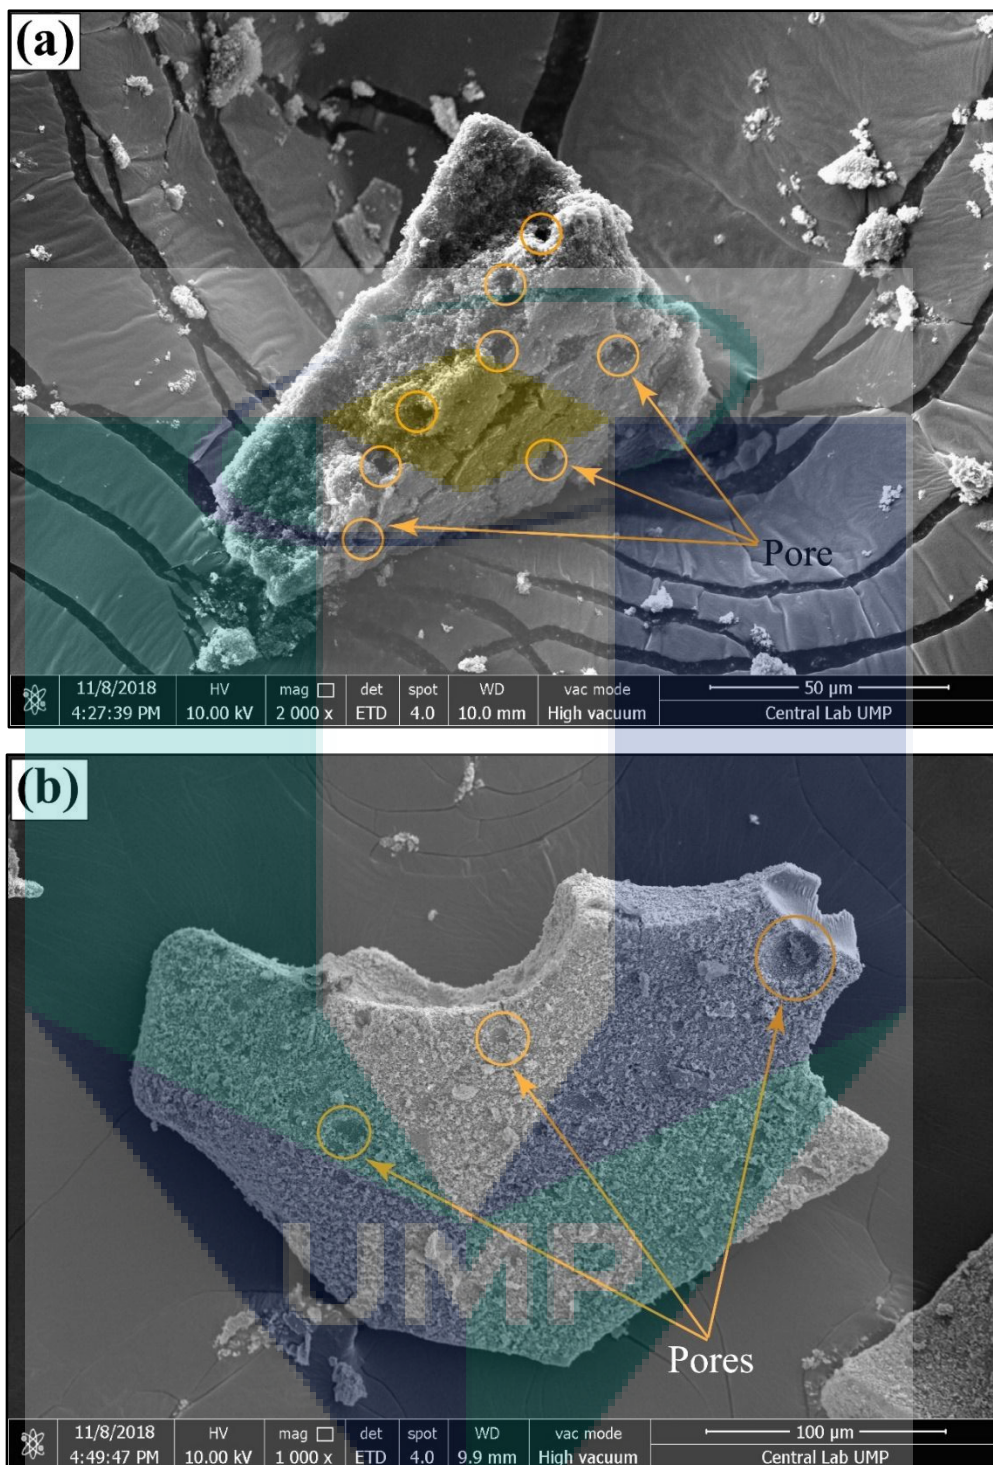 (a)
Pore
11/8/2018 HV mag det spot WD vac mode 50 µm
4:27:39 PM 10.00 kV 2 000 x ETD 4.0 10.0 mm High vacuum Central Lab UMP
(b)
UMP
Pores
11/8/2018 HV mag det spot WD vac mode 100 µm
4:49:47 PM 10.00 kV 1 000 x ETD 4.0 9.9 mm High vacuum Central Lab UMP